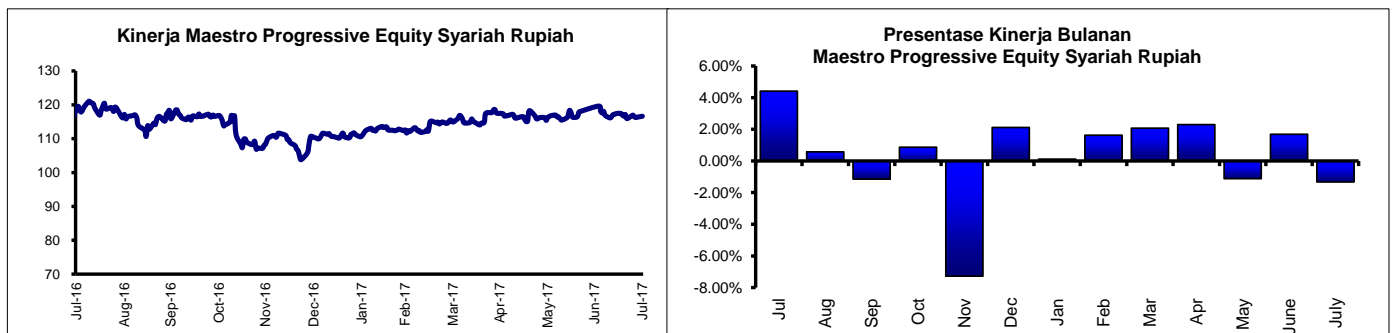 Kinerja Maestro Progressive Equity Syariah Rupiah
130
120
110
100
90
80
70
Jul-16
Aug-16
Sep-16
Oct-16
Nov-16
Dec-16
Jan-17
Feb-17
Mar-17
Apr-17
May-17
Jun-17
Jul-17
Presentase Kinerja Bulanan
Maestro Progressive Equity Syariah Rupiah
6.00%
4.00%
2.00%
0.00%
-2.00%
-4.00%
-6.00%
-8.00%
Jul
Aug
Sep
Oct
Nov
Dec
Jan
Feb
Mar
Apr
May
June
July